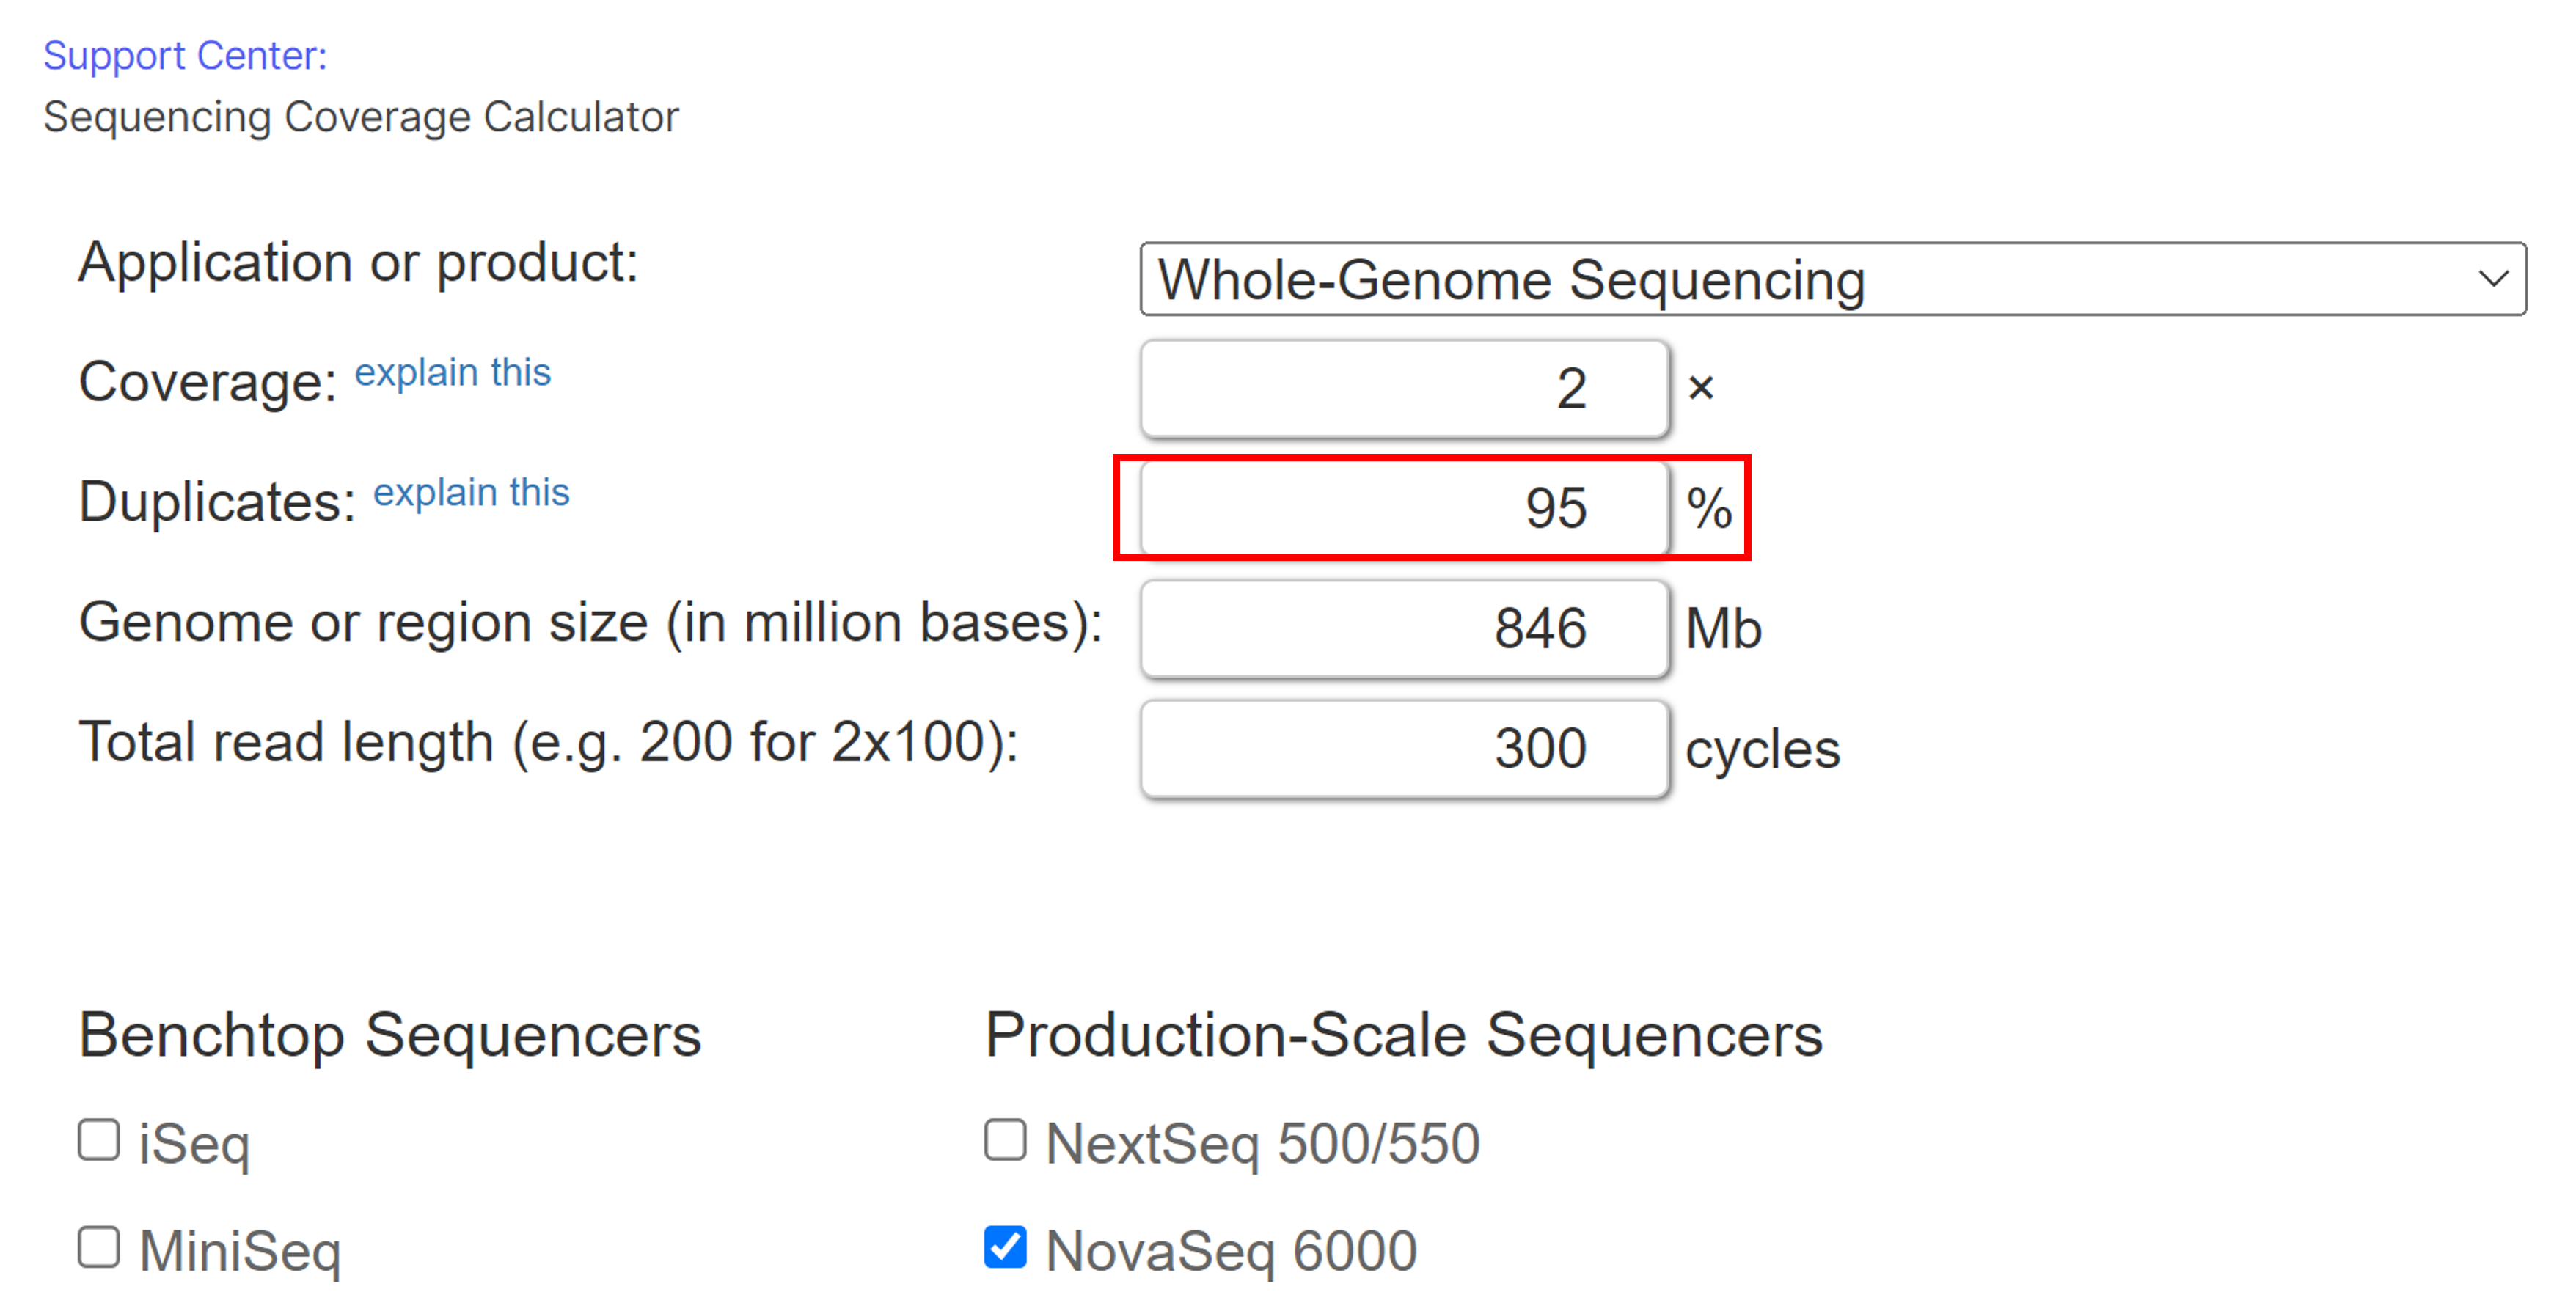 Support Center:
Sequencing Coverage Calculator
Application or product: Whole-Genome Sequencing
Coverage: explain this 2 ×
Duplicates: explain this 95 %
Genome or region size (in million bases): 846 Mb
Total read length (e.g. 200 for 2x100): 300 cycles
Benchtop Sequencers Production-Scale Sequencers
iSeq NextSeq 500/550
MiniSeq NovaSeq 6000